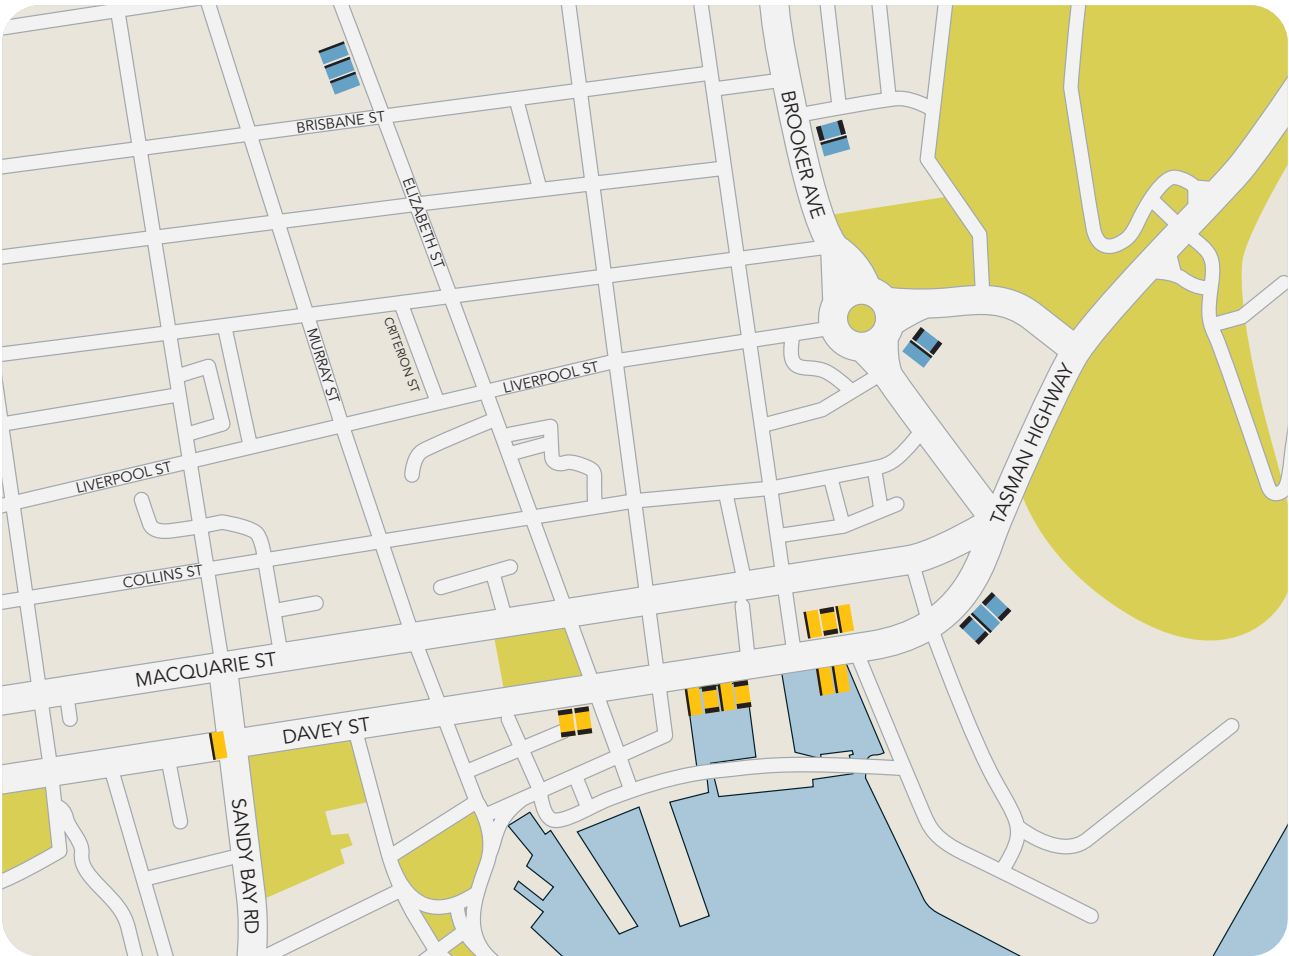 BRISBANE ST
BROOKER AVE
ELIZABETH ST
MURRAY ST
CRITERION ST
LIVERPOOL ST
LIVERPOOL ST
TASMAN HIGHWAY
COLLINS ST
MACQUARIE ST
DAVEY ST
SANDY BAY RD